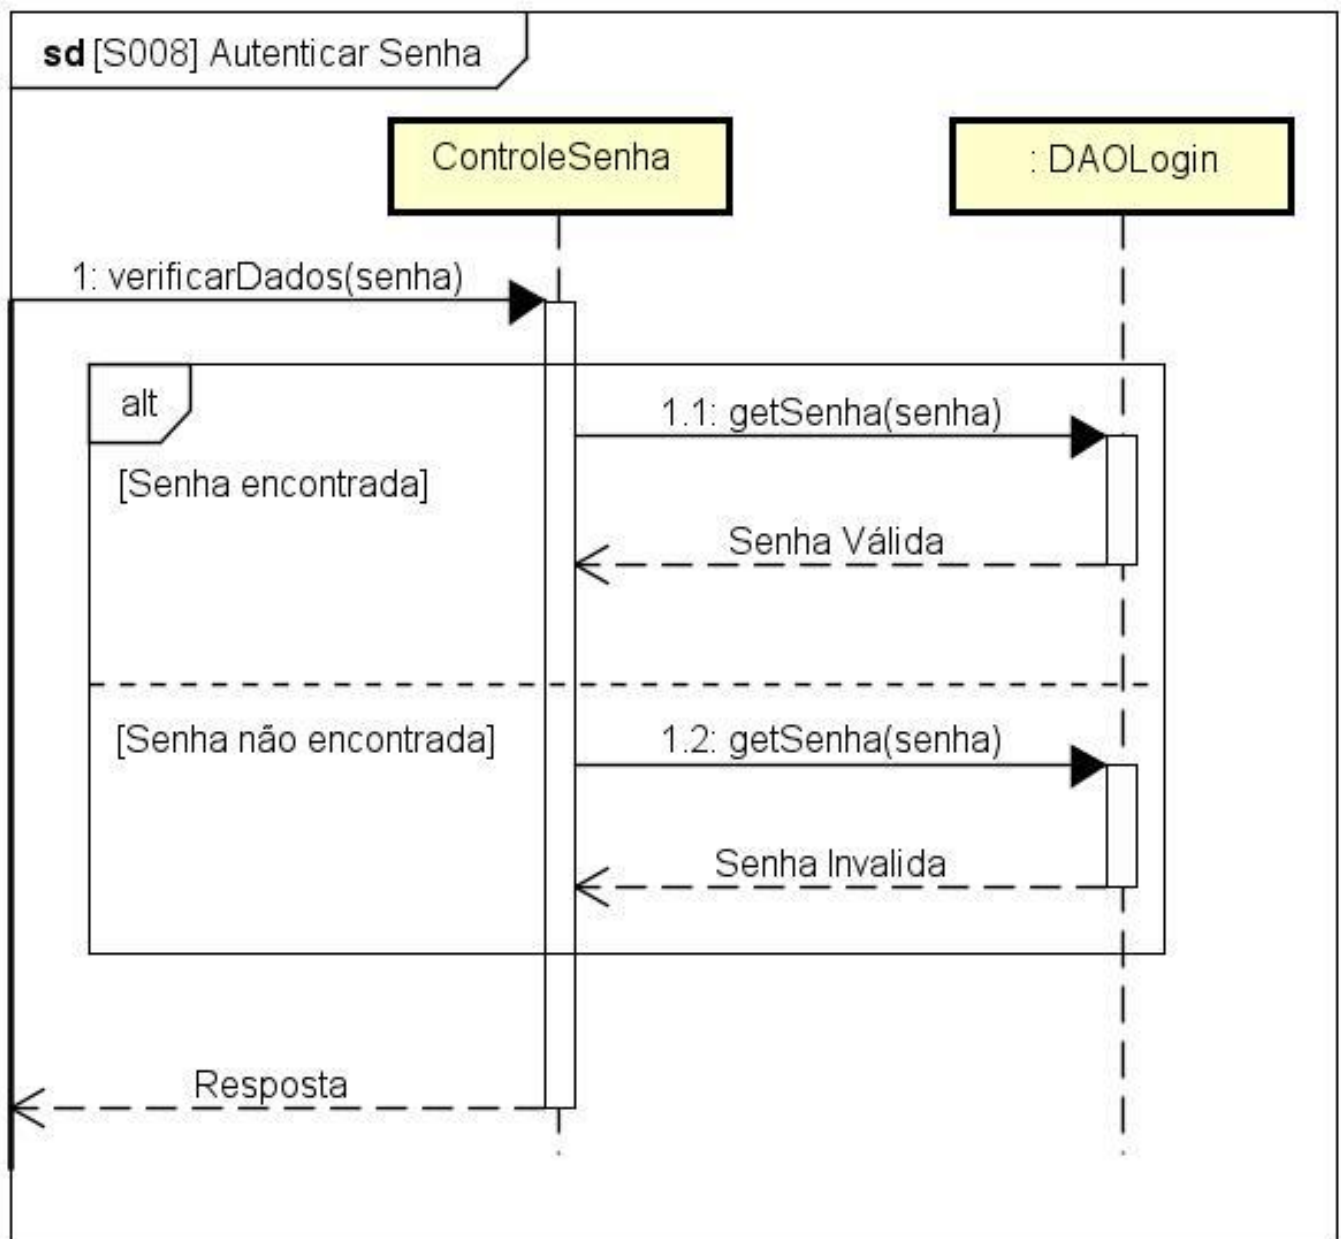 sd [S008] Autenticar Senha
ControleSenha
: DAOLogin
1: verificarDados(senha)
alt
1.1: getSenha(senha)
[Senha encontrada]
Senha Válida
[Senha não encontrada]
1.2: getSenha(senha)
Senha Invalida
Resposta